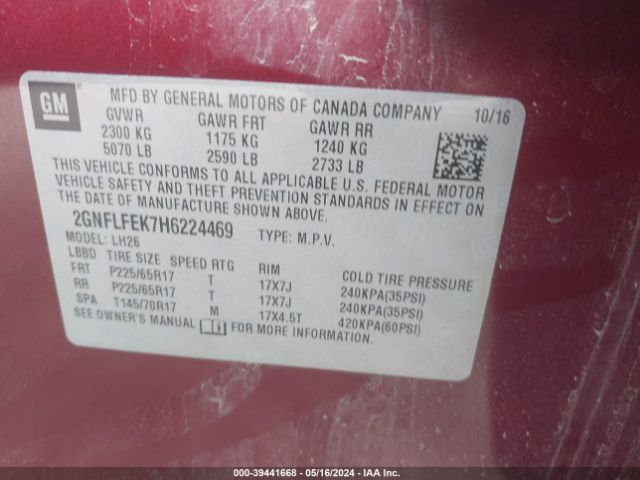 GM
MFD BY GENERAL MOTORS OF CANADA COMPANY 10/16
GVWR GAWR FRT GAWR RR
2300 KG 1175 KG 1240 KG
5070 LB 2590 LB 2733 LB
THIS VEHICLE CONFORMS TO ALL APPLICABLE U.S. FEDERAL MOTOR
VEHICLE SAFETY AND THEFT PREVENTION STANDARDS IN EFFECT ON
THE DATE OF MANUFACTURE SHOWN ABOVE.
2GNFLFEK7H6224469 TYPE: M.P.V.
MODEL: LH26
LBBD TIRE SIZE SPEED RTG RIM COLD TIRE PRESSURE
FRT P225/65R17 T 17X7J 240KPA(35PSI)
RR P225/65R17 T 17X7J 240KPA(35PSI)
SPA T145/70R17 M 17X4.5T 420KPA(60PSI)
SEE OWNER'S MANUAL FOR MORE INFORMATION.
000-39441668 - 05/16/2024 - IAA Inc.